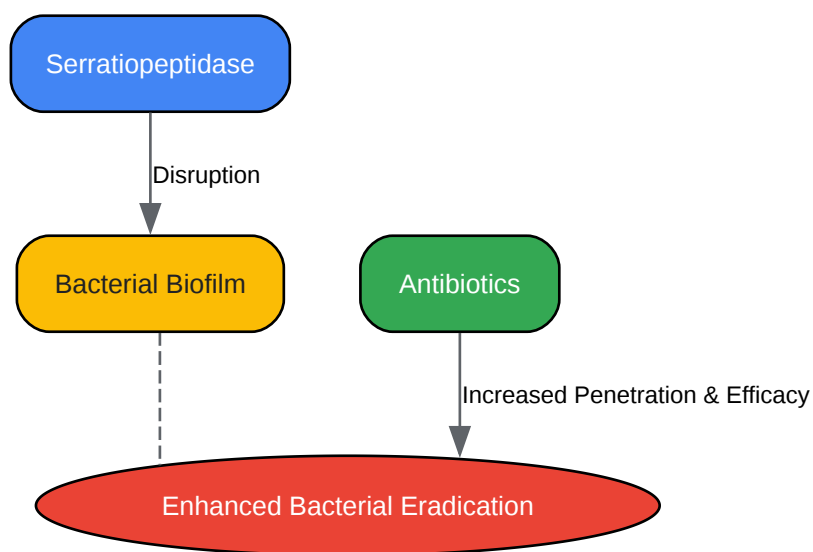 Serratiopeptidase
Disruption
Bacterial Biofilm
Antibiotics
Increased Penetration & Efficacy
Enhanced Bacterial Eradication